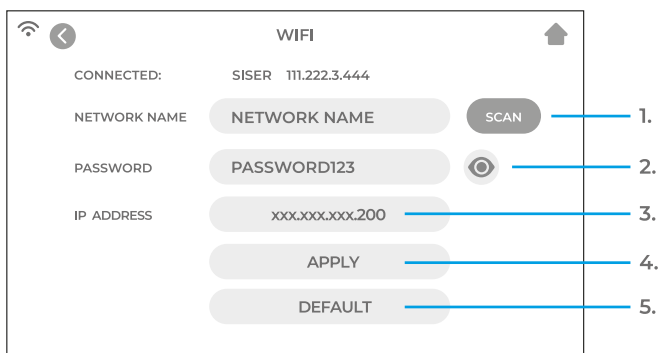 WIFI
CONNECTED: SISER 111.222.3.444
NETWORK NAME NETWORK NAME SCAN 1.
PASSWORD PASSWORD123 2.
IP ADDRESS xxx.xxx.xxx.200 3.
APPLY 4.
DEFAULT 5.